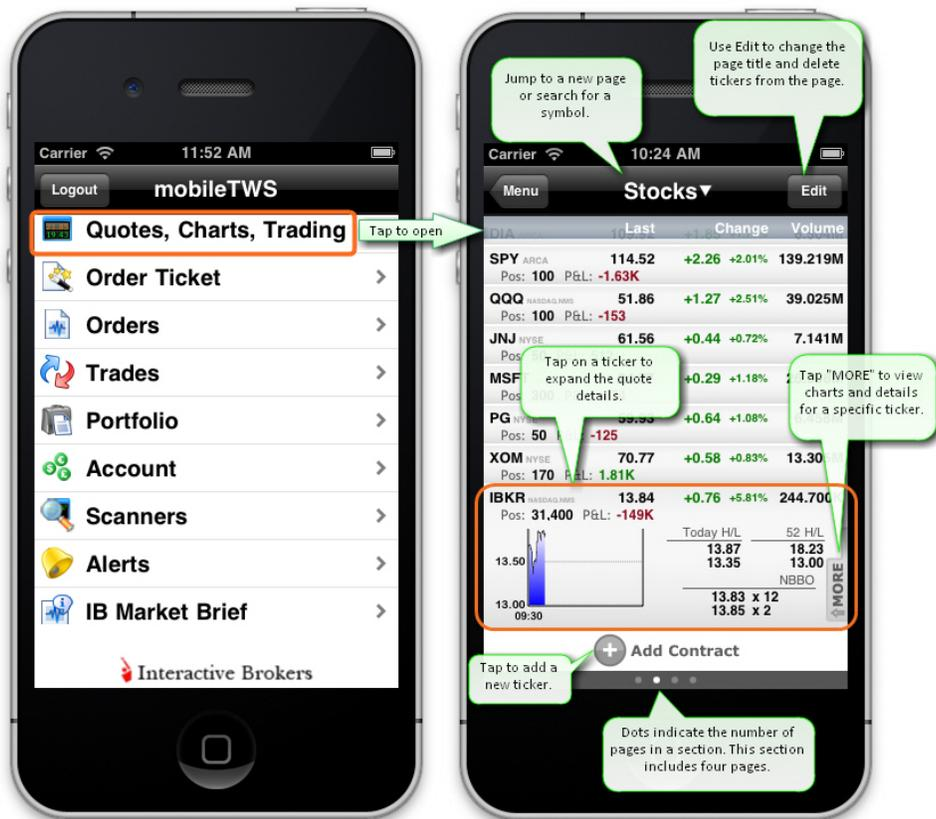 Carrier 11:52 AM
Logout mobileTWS
Quotes, Charts, Trading
Order Ticket
Orders
Trades
Portfolio
Account
Scanners
Alerts
IB Market Brief
Interactive Brokers
Tap to open
Jump to a new page
or search for a
symbol.
Use Edit to change the
page title and delete
tickers from the page.
Carrier 10:24 AM
Menu Stocks▼ Edit
DIA Last Change Volume
SPY ARCA 114.52 +2.26 +2.01% 139.219M
Pos: 100 P&L: -1.63K
QQQ NASDAQ.NMS 51.86 +1.27 +2.51% 39.025M
Pos: 100 P&L: -153
JNJ NYSE 61.56 +0.44 +0.72% 7.141M
Pos
Tap on a ticker to
expand the quote
details.
MSFT +0.29 +1.18%
Pos
Tap "MORE" to view
charts and details
for a specific ticker.
PG NYSE 59.93 +0.64 +1.08%
Pos: 50 -125
XOM NYSE 70.77 +0.58 +0.83% 13.30
Pos: 170 P&L: 1.81K
IBKR NASDAQ.NMS 13.84 +0.76 +5.81% 244.700
Pos: 31,400 P&L: -149K
Today H/L 52 H/L
13.87 18.23
13.35 13.00
NBBO
13.83 x 12
13.85 x 2
13.50
13.00
09:30
MORE
Add Contract
Tap to add a
new ticker.
Dots indicate the number of
pages in a section. This section
includes four pages.